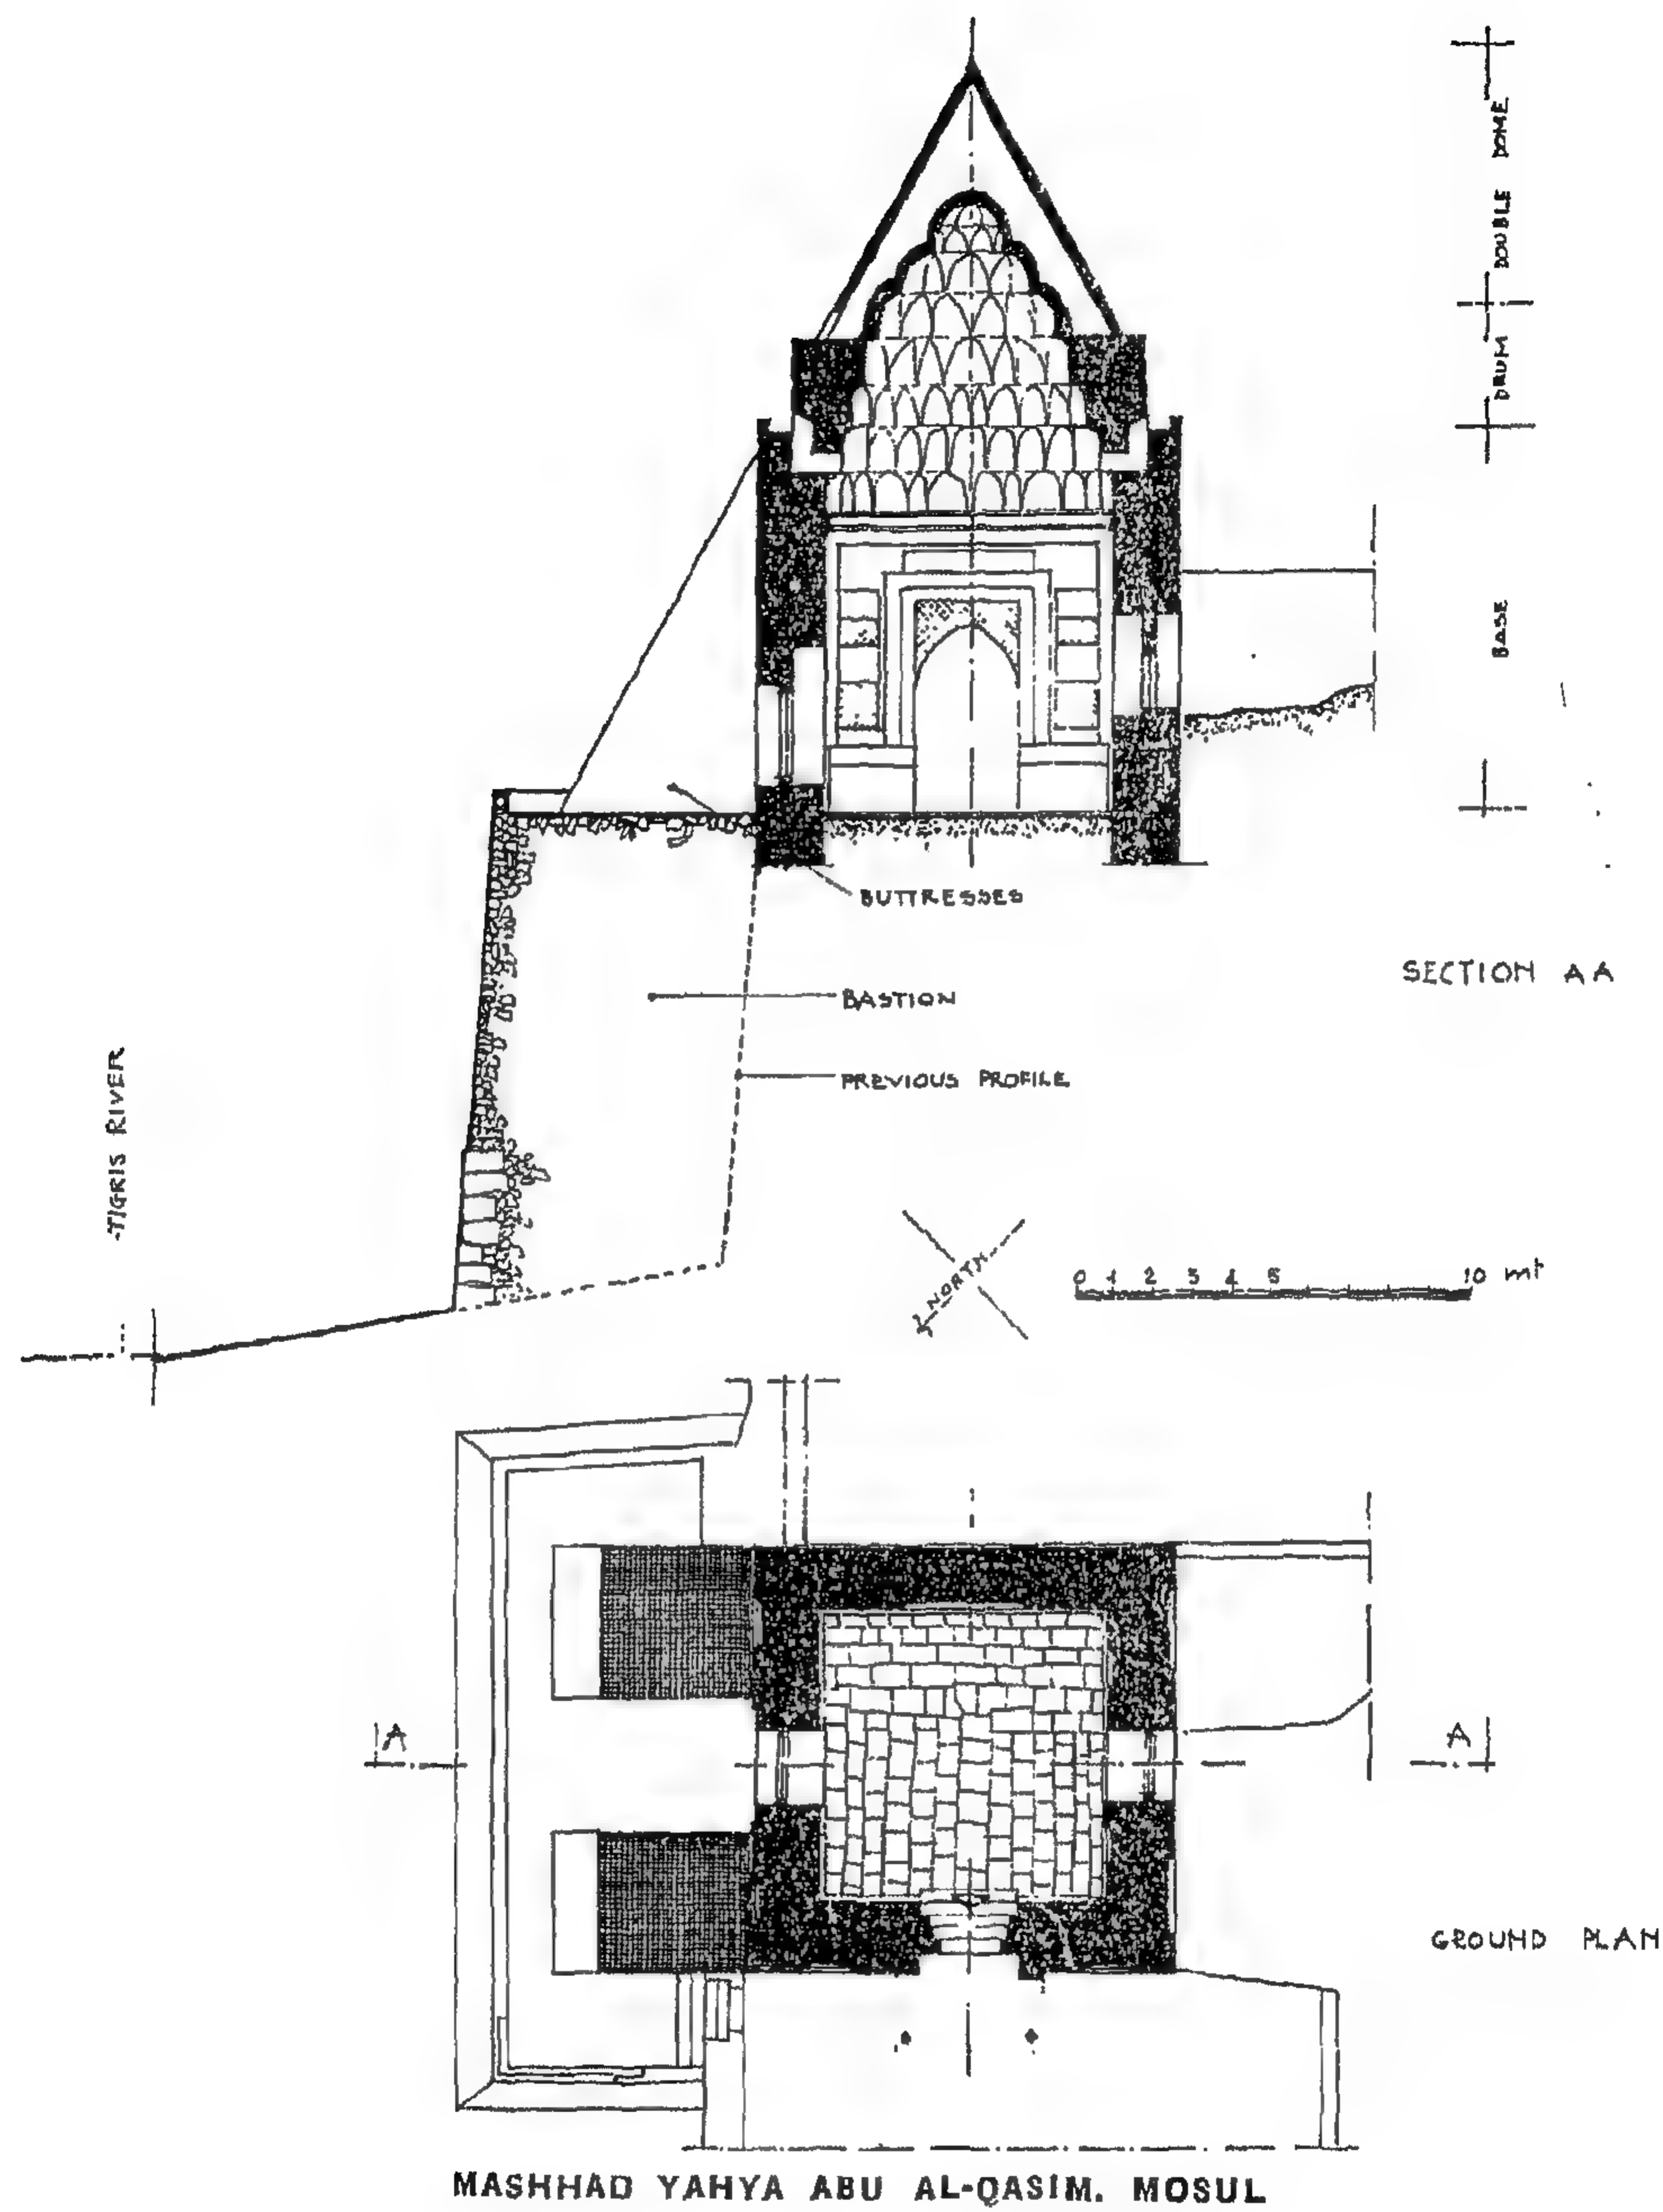 DOUBLE DOME
DRUM
BASE
BUTTRESSES
SECTION AA
BASTION
PREVIOUS PROFILE
TIGRIS RIVER
NORTH
0 1 2 3 4 5 10 mt
A A
GROUND PLAN
MASHHAD YAHYA ABU AL-QASIM. MOSUL